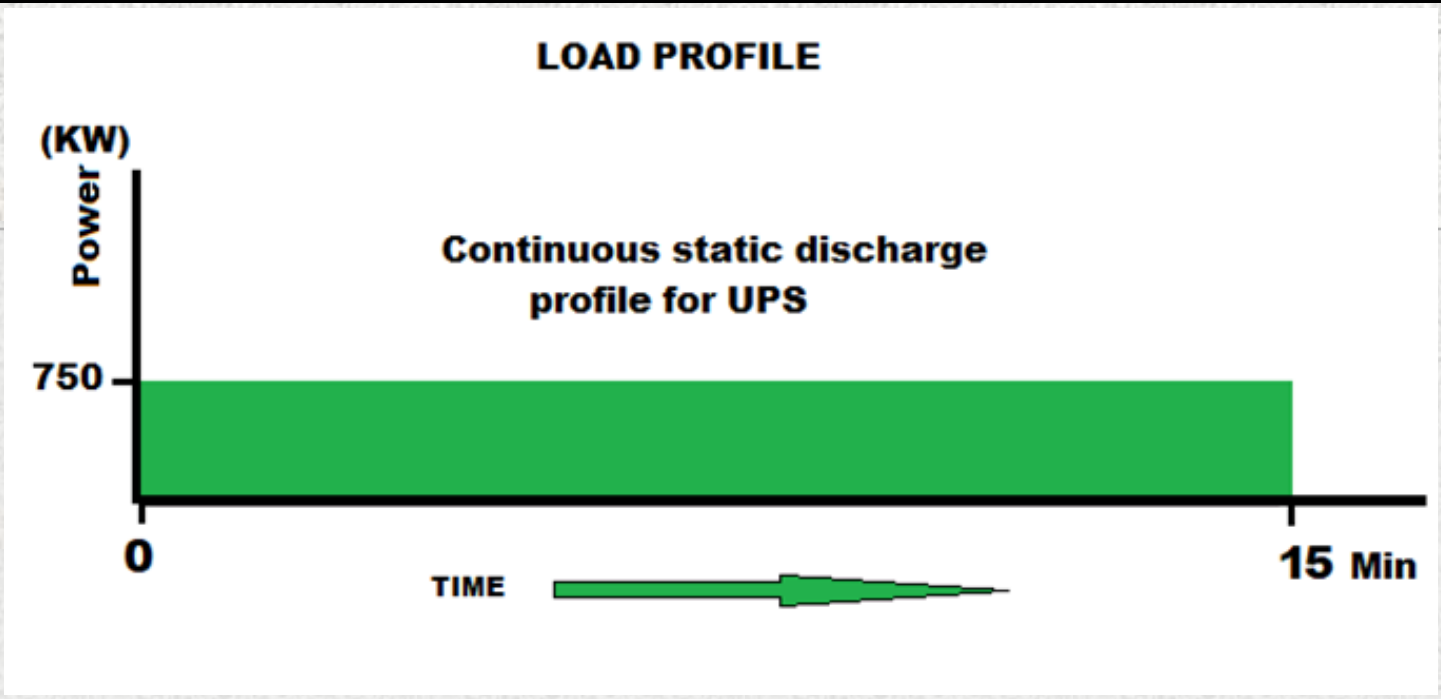 LOAD PROFILE
(KW)
Power
Continuous static discharge
profile for UPS
750
0
15 Min
TIME